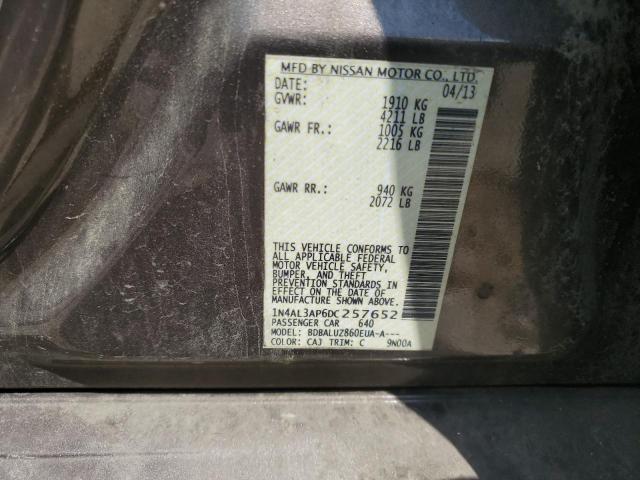 MFD BY NISSAN MOTOR CO., LTD.
DATE: 04/13
GVWR: 1910 KG
4211 LB
GAWR FR.: 1005 KG
2216 LB
GAWR RR.: 940 KG
2072 LB
THIS VEHICLE CONFORMS TO
ALL APPLICABLE FEDERAL
MOTOR VEHICLE SAFETY,
BUMPER, AND THEFT
PREVENTION STANDARDS IN
EFFECT ON THE DATE OF
MANUFACTURE SHOWN ABOVE.
1N4AL3AP6DC257652
PASSENGER CAR 640
MODEL: BDBALUZ860EUA-A---
COLOR: CAJ TRIM: C 9N00A